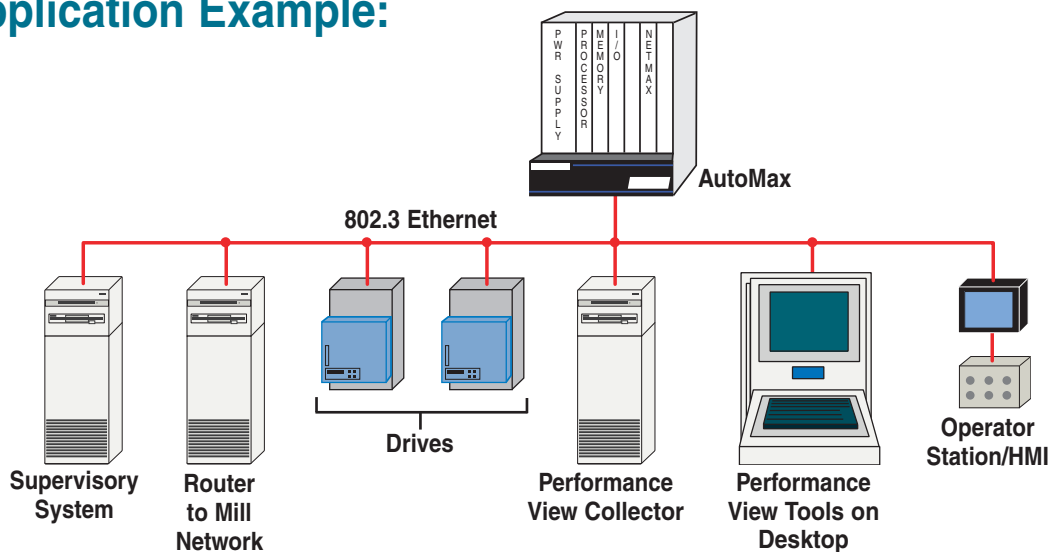 pplication Example:
PWR SUPPLY
PROCESSOR
MEMORY
I/O
NETMAX
AutoMax
802.3 Ethernet
Drives
Supervisory
System
Router
to Mill
Network
Performance
View Collector
Performance
View Tools on
Desktop
Operator
Station/HMI